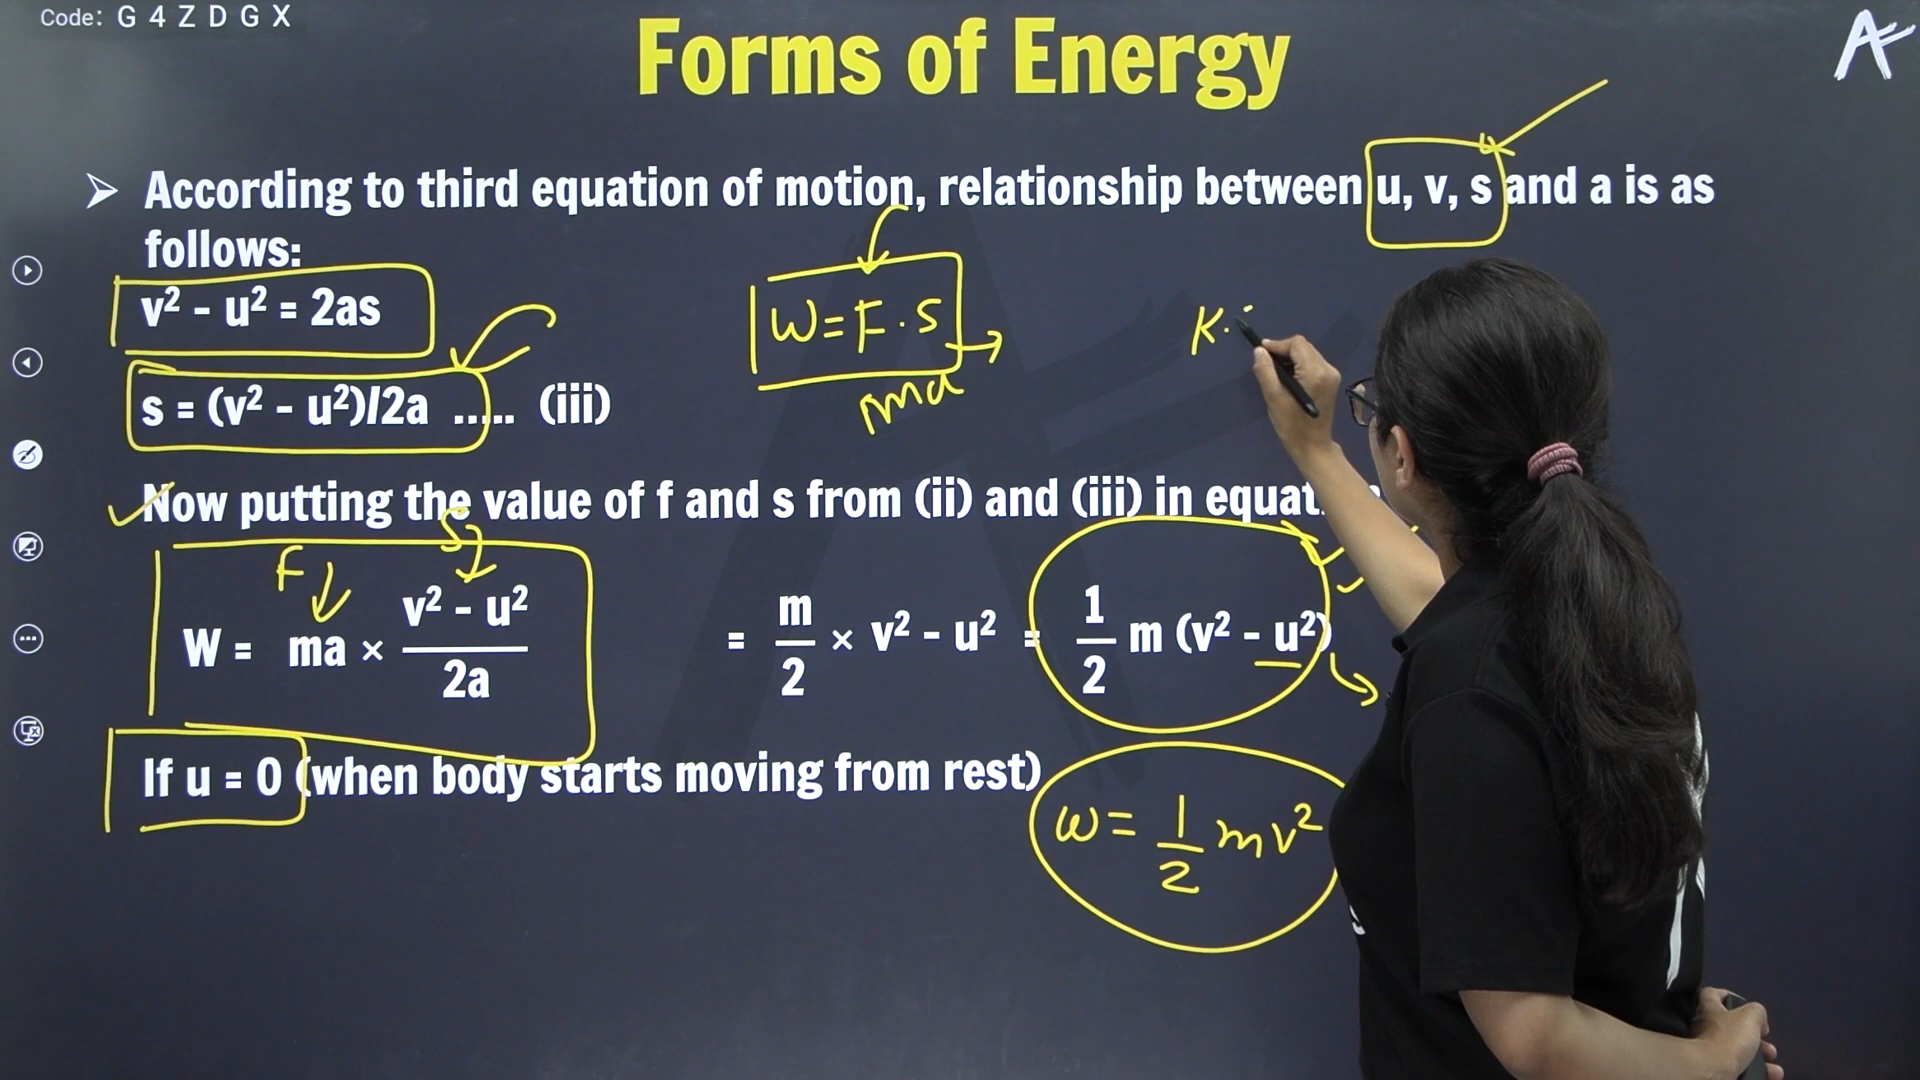 Code: G 4 Z D G X
Forms of Energy
➢ According to third equation of motion, relationship between u, v, s and a is as
follows:
v² - u² = 2as
W = F . s
ma
K.
s = (v² - u²)/2a ..... (iii)
Now putting the value of f and s from (ii) and (iii) in
F
S
W = ma × (v² - u²)/2a = m/2 × v² - u² = 1/2 m (v² - u²)
If u = 0 (when body starts moving from rest)
W = 1/2 mv²